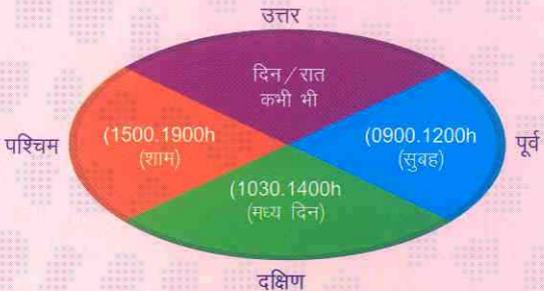 उत्तर
दिन/रात
कभी भी
पश्चिम
(1500.1900h
(शाम)
(0900.1200h
(सुबह)
पूर्व
(1030.1400h
(मध्य दिन)
दक्षिण